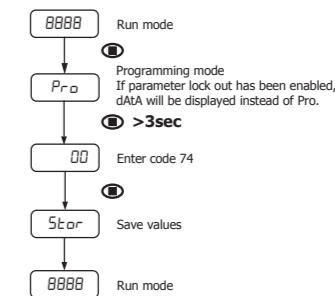 8888 Run mode
Pro Programming mode
If parameter lock out has been enabled,
dAtA will be displayed instead of Pro.
>3sec
00 Enter code 74
Stor Save values
8888 Run mode